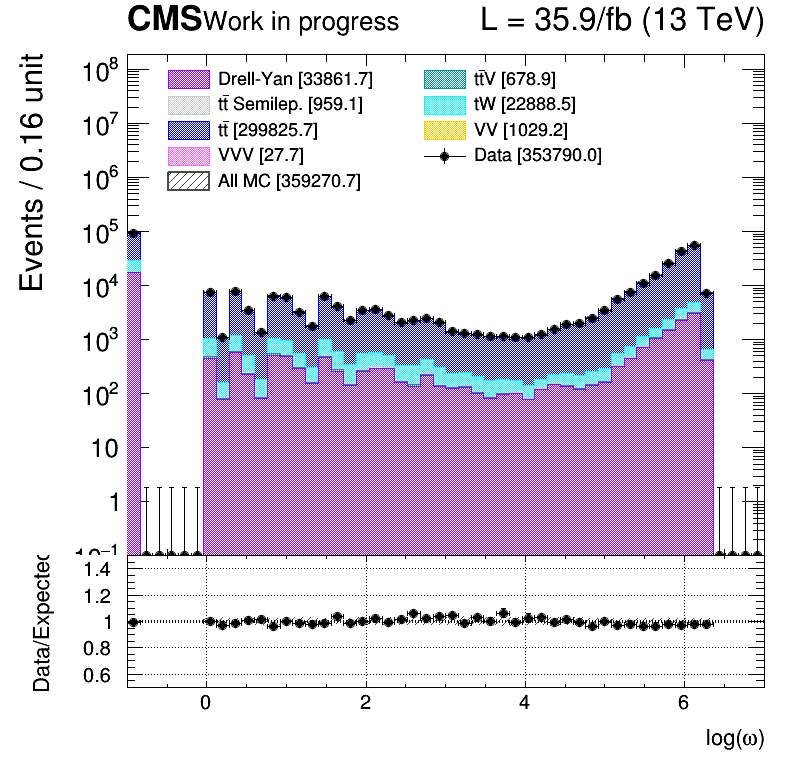 CMS Work in progress L = 35.9/fb (13 TeV)
Events / 0.16 unit
10⁸
10⁷
10⁶
10⁵
10⁴
10³
10²
10
1
10⁻¹
Drell-Yan [33861.7]
tt̄ Semilep. [959.1]
tt̄ [299825.7]
VVV [27.7]
All MC [359270.7]
tt̄V [678.9]
tW [22888.5]
VV [1029.2]
Data [353790.0]
Data/Expected
1.4
1.2
1
0.8
0.6
0 2 4 6
log(ω)